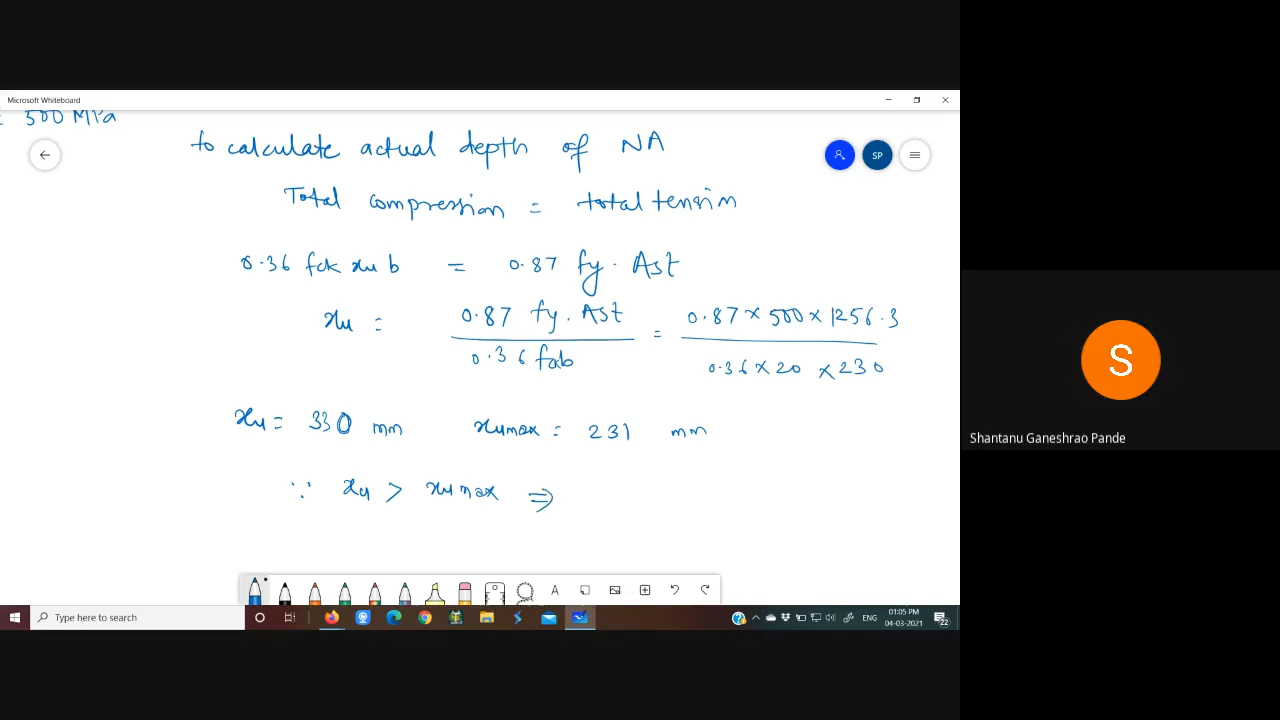 Microsoft Whiteboard
= 500 MPa
to calculate actual depth of NA
SP
Total compression = total tension
0.36 fck xu b = 0.87 fy. Ast
xu = 0.87 fy. Ast / 0.36 fckb = 0.87 x 500 x 1256.3 / 0.36 x 20 x 230
xu = 330 mm xumax = 231 mm
∵ xu > xumax ⇒
S
Shantanu Ganeshrao Pande
A
Type here to search
ENG
01:05 PM
04-03-2021
22